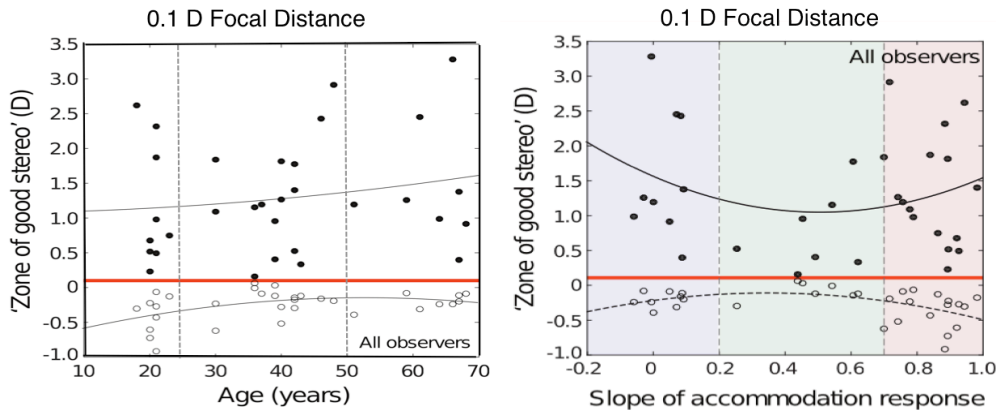 0.1 D Focal Distance
'Zone of good stereo' (D)
3.5
3.0
2.5
2.0
1.5
1.0
0.5
0
-0.5
-1.0
All observers
10 20 30 40 50 60 70
Age (years)
0.1 D Focal Distance
'Zone of good stereo' (D)
3.5
3.0
2.5
2.0
1.5
1.0
0.5
0
-0.5
-1.0
All observers
-0.2 0 0.2 0.4 0.6 0.8 1.0
Slope of accommodation response